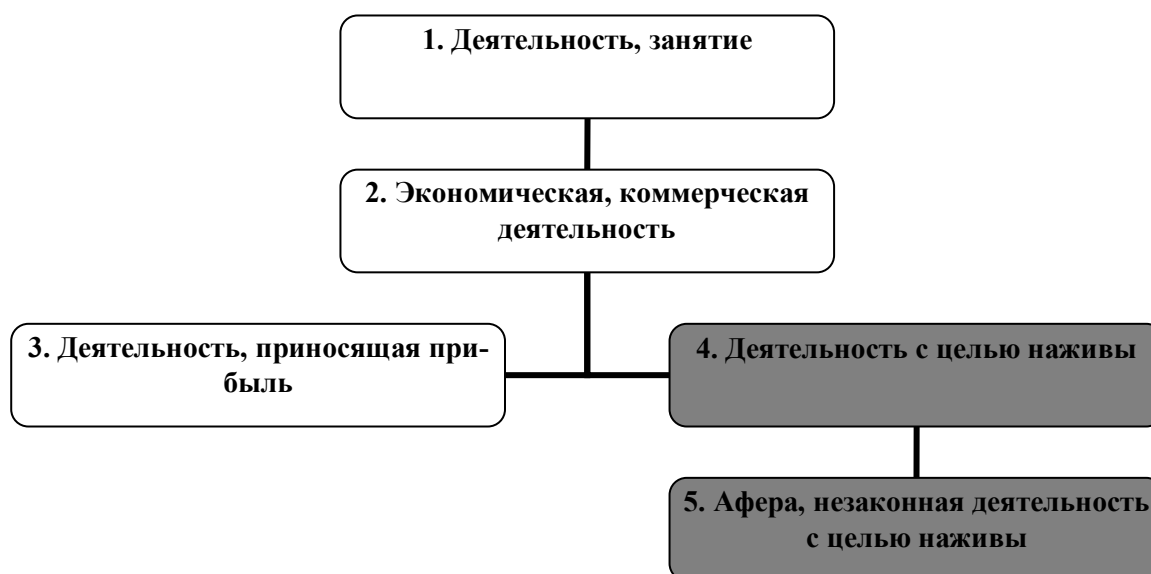 1. Деятельность, занятие
2. Экономическая, коммерческая
деятельность
3. Деятельность, приносящая при-
быль
4. Деятельность с целью наживы
5. Афера, незаконная деятельность
с целью наживы